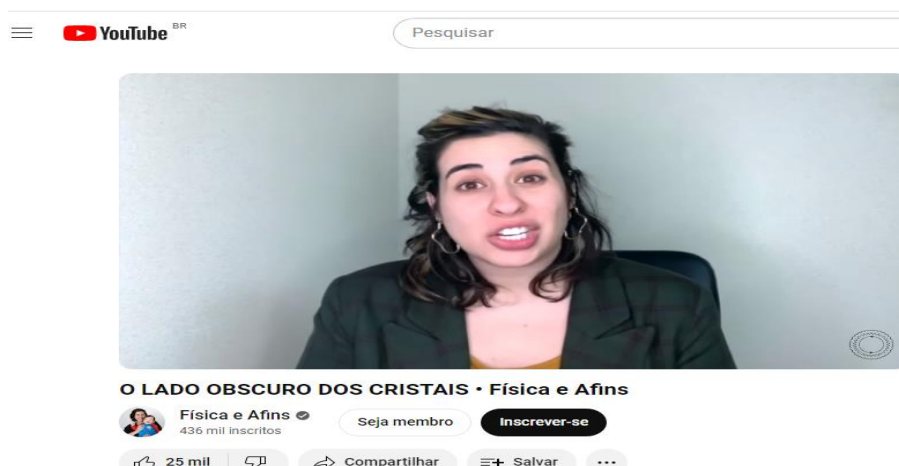 YouTube BR
Pesquisar
O LADO OBSCURO DOS CRISTAIS • Física e Afins
Física e Afins
436 mil inscritos
Seja membro
Inscrever-se
25 mil
Compartilhar
Salvar